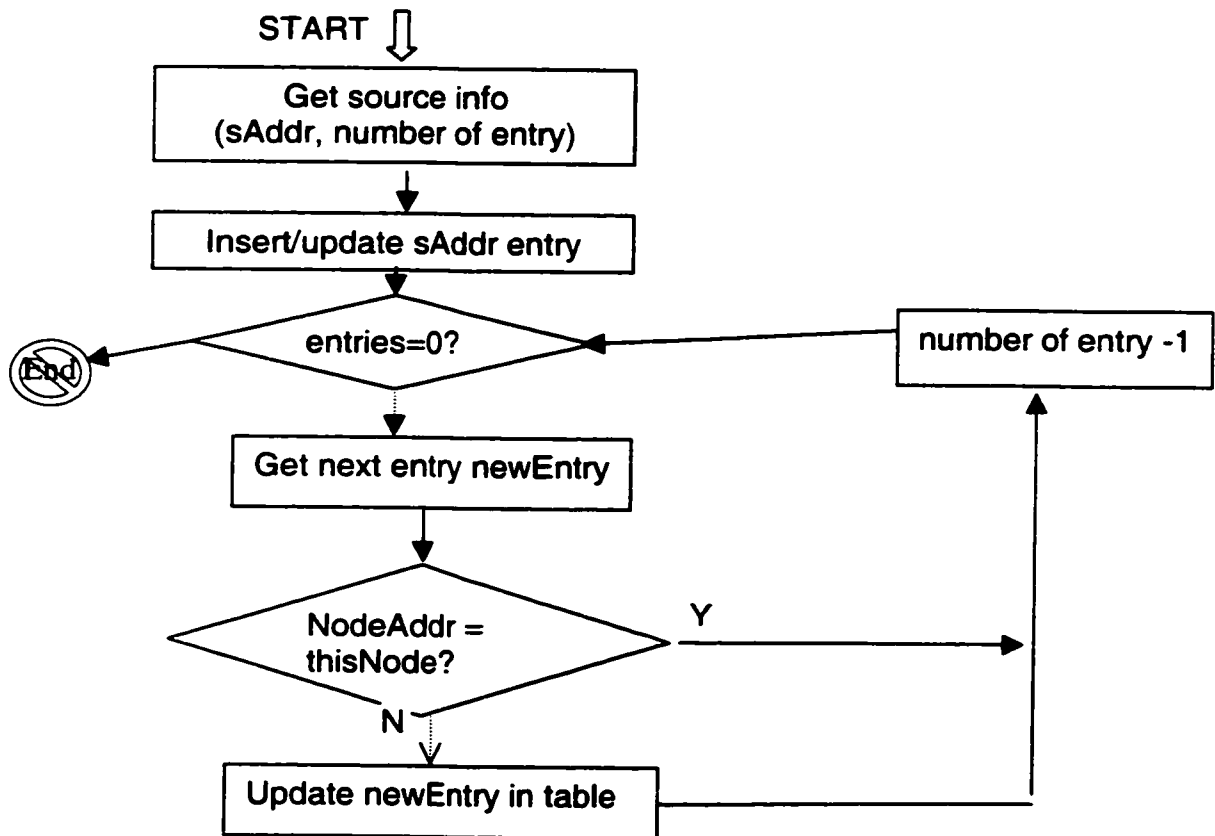 START
Get source info
(sAddr, number of entry)
Insert/update sAddr entry
entries=0?
number of entry -1
End
Get next entry newEntry
NodeAddr =
thisNode?
Y
N
Update newEntry in table